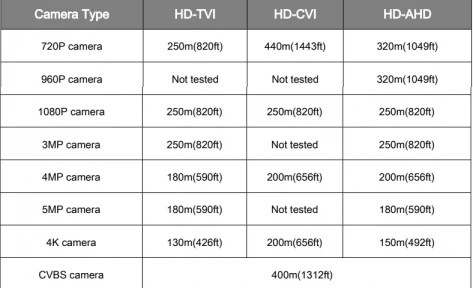 Camera Type HD-TVI HD-CVI HD-AHD
720P camera 250m(820ft) 440m(1443ft) 320m(1049ft)
960P camera Not tested Not tested 320m(1049ft)
1080P camera 250m(820ft) 250m(820ft) 250m(820ft)
3MP camera 250m(820ft) Not tested 250m(820ft)
4MP camera 180m(590ft) 200m(656ft) 200m(656ft)
5MP camera 180m(590ft) Not tested 180m(590ft)
4K camera 130m(426ft) 200m(656ft) 150m(492ft)
CVBS camera 400m(1312ft)